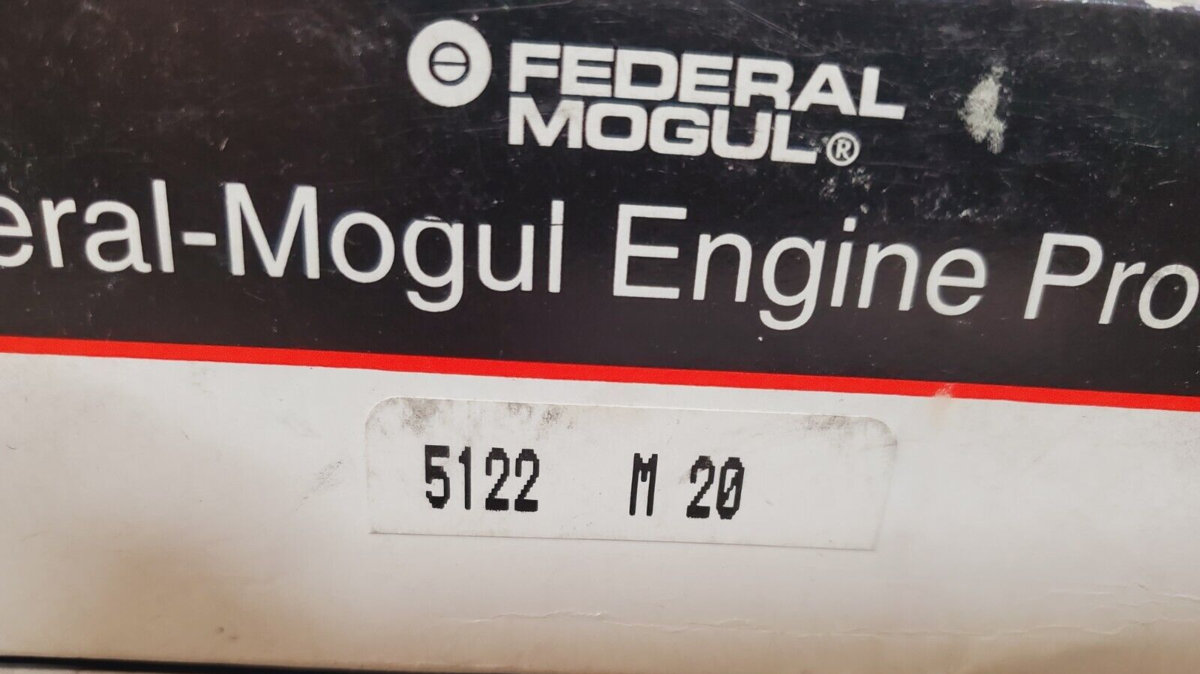 FEDERAL
MOGUL®
eral-Mogul Engine Pro
5122 M 20